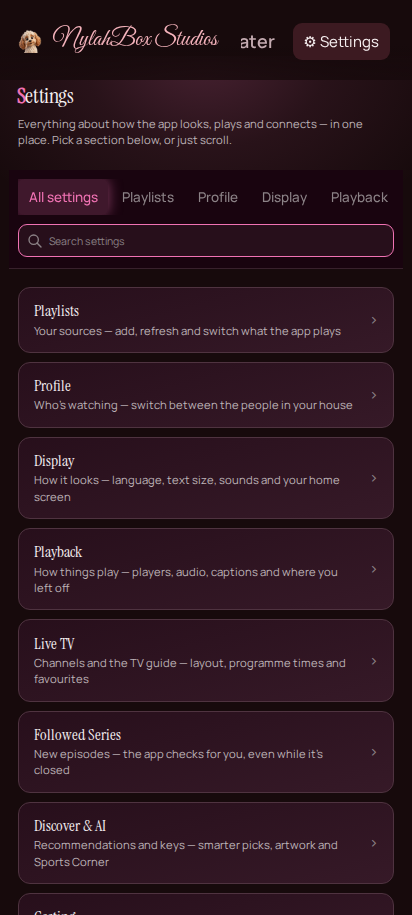 NylahBox Studios
ater
⚙ Settings
Settings
Everything about how the app looks, plays and connects — in one
place. Pick a section below, or just scroll.
All settings
Playlists
Profile
Display
Playback
Search settings
Playlists
Your sources — add, refresh and switch what the app plays
Profile
Who's watching — switch between the people in your house
Display
How it looks — language, text size, sounds and your home
screen
Playback
How things play — players, audio, captions and where you
left off
Live TV
Channels and the TV guide — layout, programme times and
favourites
Followed Series
New episodes — the app checks for you, even while it's
closed
Discover & AI
Recommendations and keys — smarter picks, artwork and
Sports Corner